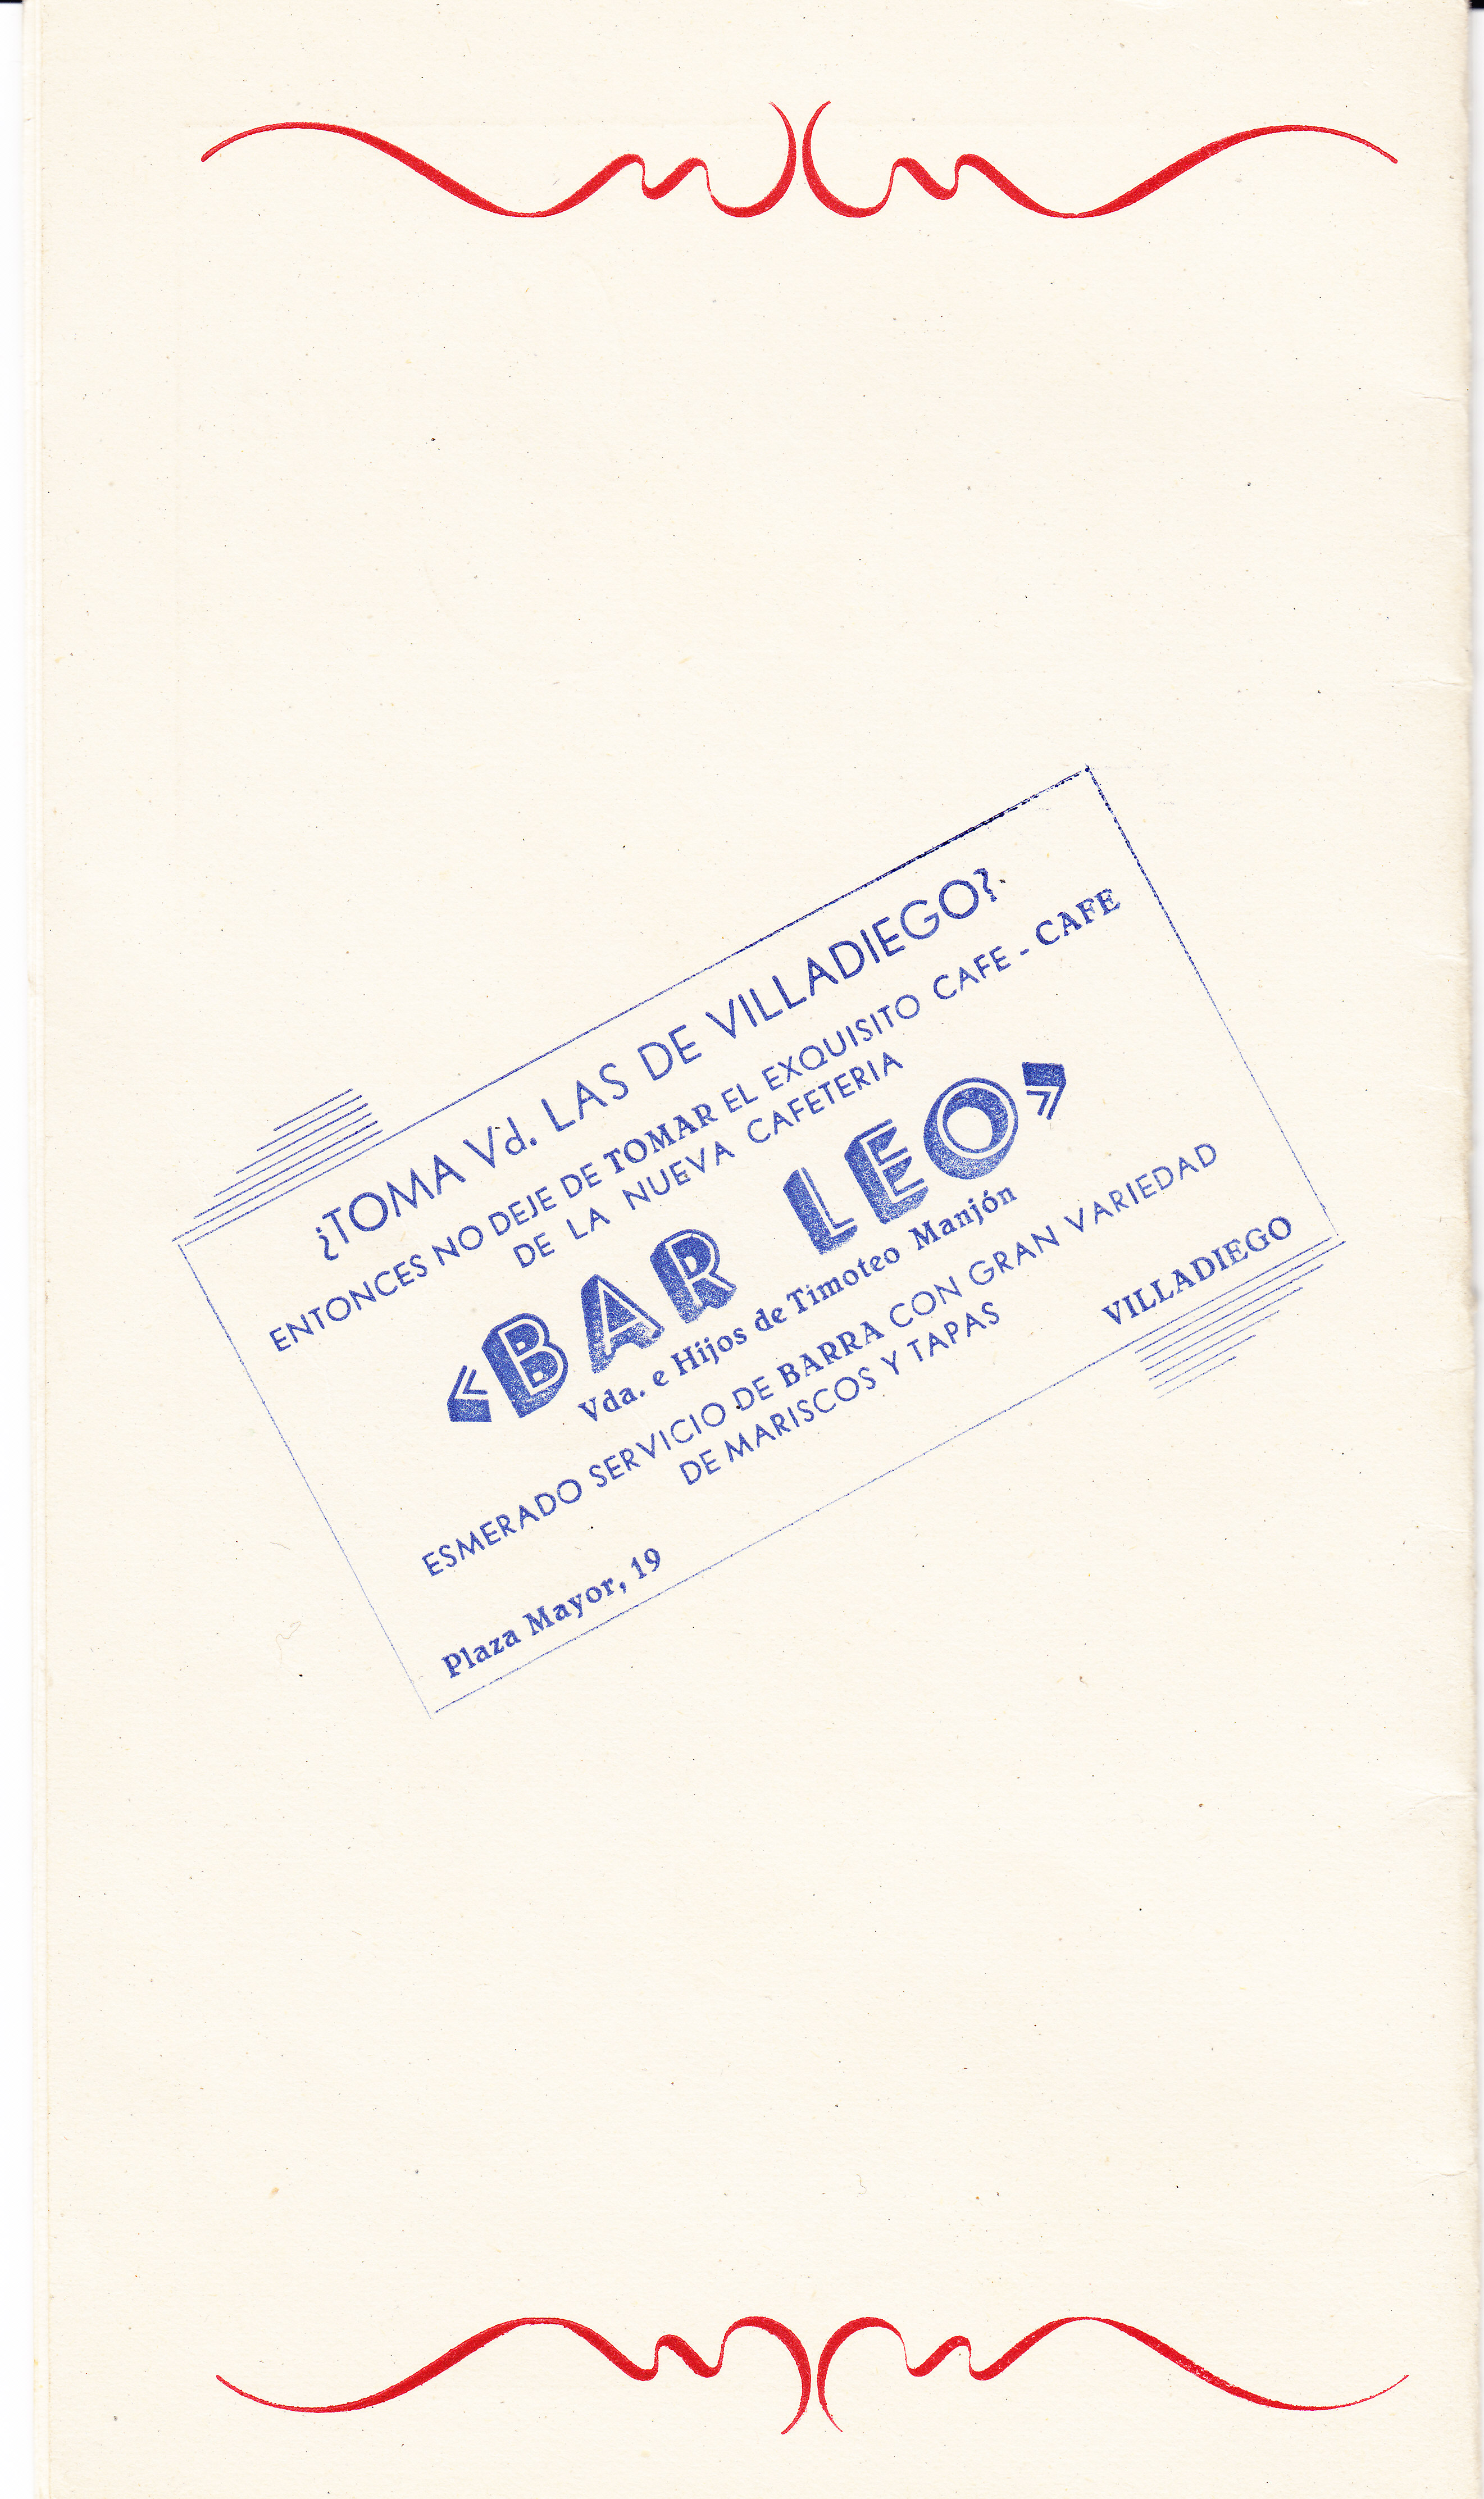 ¿TOMA Vd. LAS DE VILLADIEGO?.
ENTONCES NO DEJE DE TOMAR EL EXQUISITO CAFE - CAFE
DE LA NUEVA CAFETERIA
«BAR LEO»
Vda. e Hijos de Timoteo Manjón
ESMERADO SERVICIO DE BARRA CON GRAN VARIEDAD
DE MARISCOS Y TAPAS
Plaza Mayor, 19 VILLADIEGO